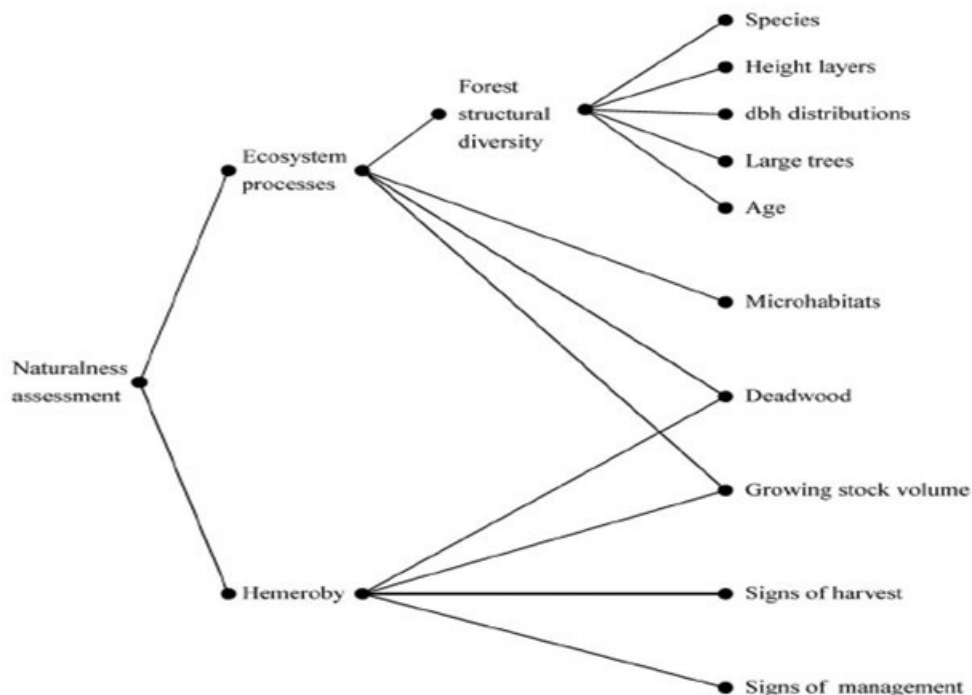 Species
Height layers
Forest
structural
diversity
dbh distributions
Large trees
Age
Ecosystem
processes
Microhabitats
Naturalness
assessment
Deadwood
Growing stock volume
Hemeroby
Signs of harvest
Signs of management